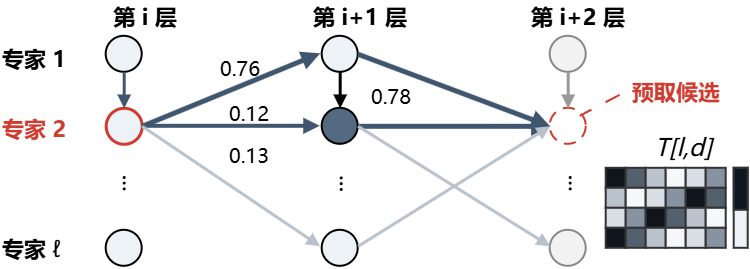 第 i 层 第 i+1 层 第 i+2 层
专家 1
0.76
0.78
预取候选
专家 2
0.12
0.13
T[l,d]
⋮ ⋮ ⋮
专家 ℓ